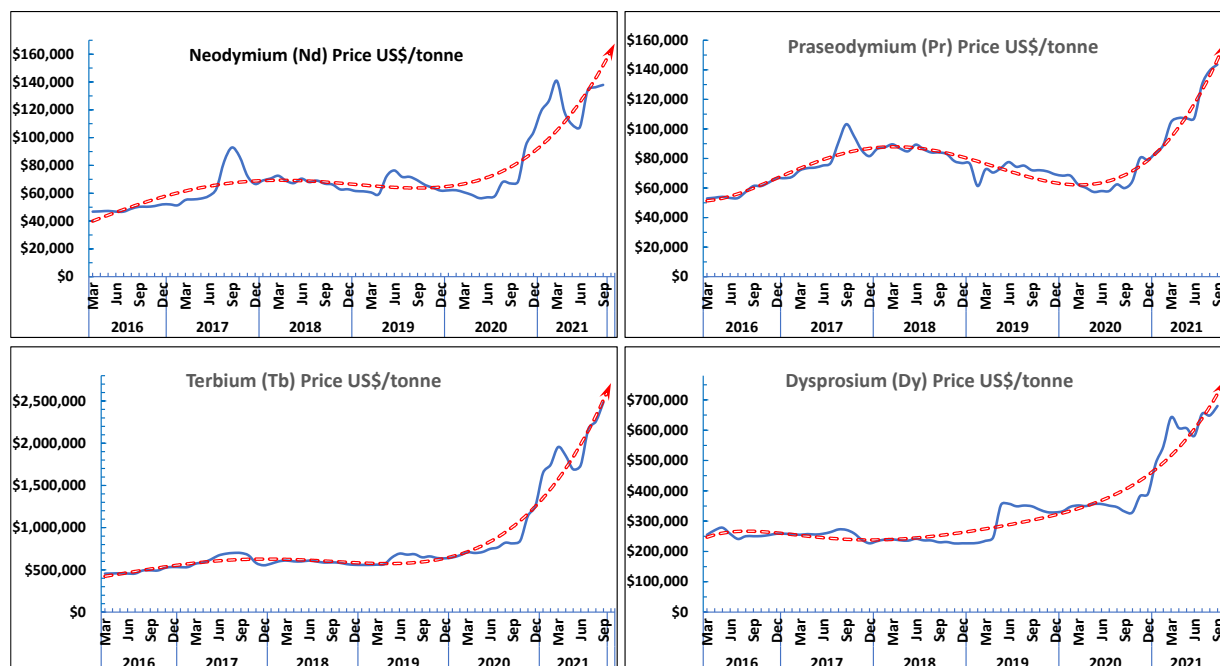 Neodymium (Nd) Price US$/tonne
$160,000
$140,000
$120,000
$100,000
$80,000
$60,000
$40,000
$20,000
$0
Mar Jun Sep Dec Mar Jun Sep Dec Mar Jun Sep Dec Mar Jun Sep Dec Mar Jun Sep Dec Mar Jun Sep
2016 2017 2018 2019 2020 2021
Praseodymium (Pr) Price US$/tonne
$160,000
$140,000
$120,000
$100,000
$80,000
$60,000
$40,000
$20,000
$0
Mar Jun Sep Dec Mar Jun Sep Dec Mar Jun Sep Dec Mar Jun Sep Dec Mar Jun Sep Dec Mar Jun Sep
2016 2017 2018 2019 2020 2021
Terbium (Tb) Price US$/tonne
$2,500,000
$2,000,000
$1,500,000
$1,000,000
$500,000
$0
Mar Jun Sep Dec Mar Jun Sep Dec Mar Jun Sep Dec Mar Jun Sep Dec Mar Jun Sep Dec Mar Jun Sep
2016 2017 2018 2019 2020 2021
Dysprosium (Dy) Price US$/tonne
$700,000
$600,000
$500,000
$400,000
$300,000
$200,000
$100,000
$0
Mar Jun Sep Dec Mar Jun Sep Dec Mar Jun Sep Dec Mar Jun Sep Dec Mar Jun Sep Dec Mar Jun Sep
2016 2017 2018 2019 2020 2021